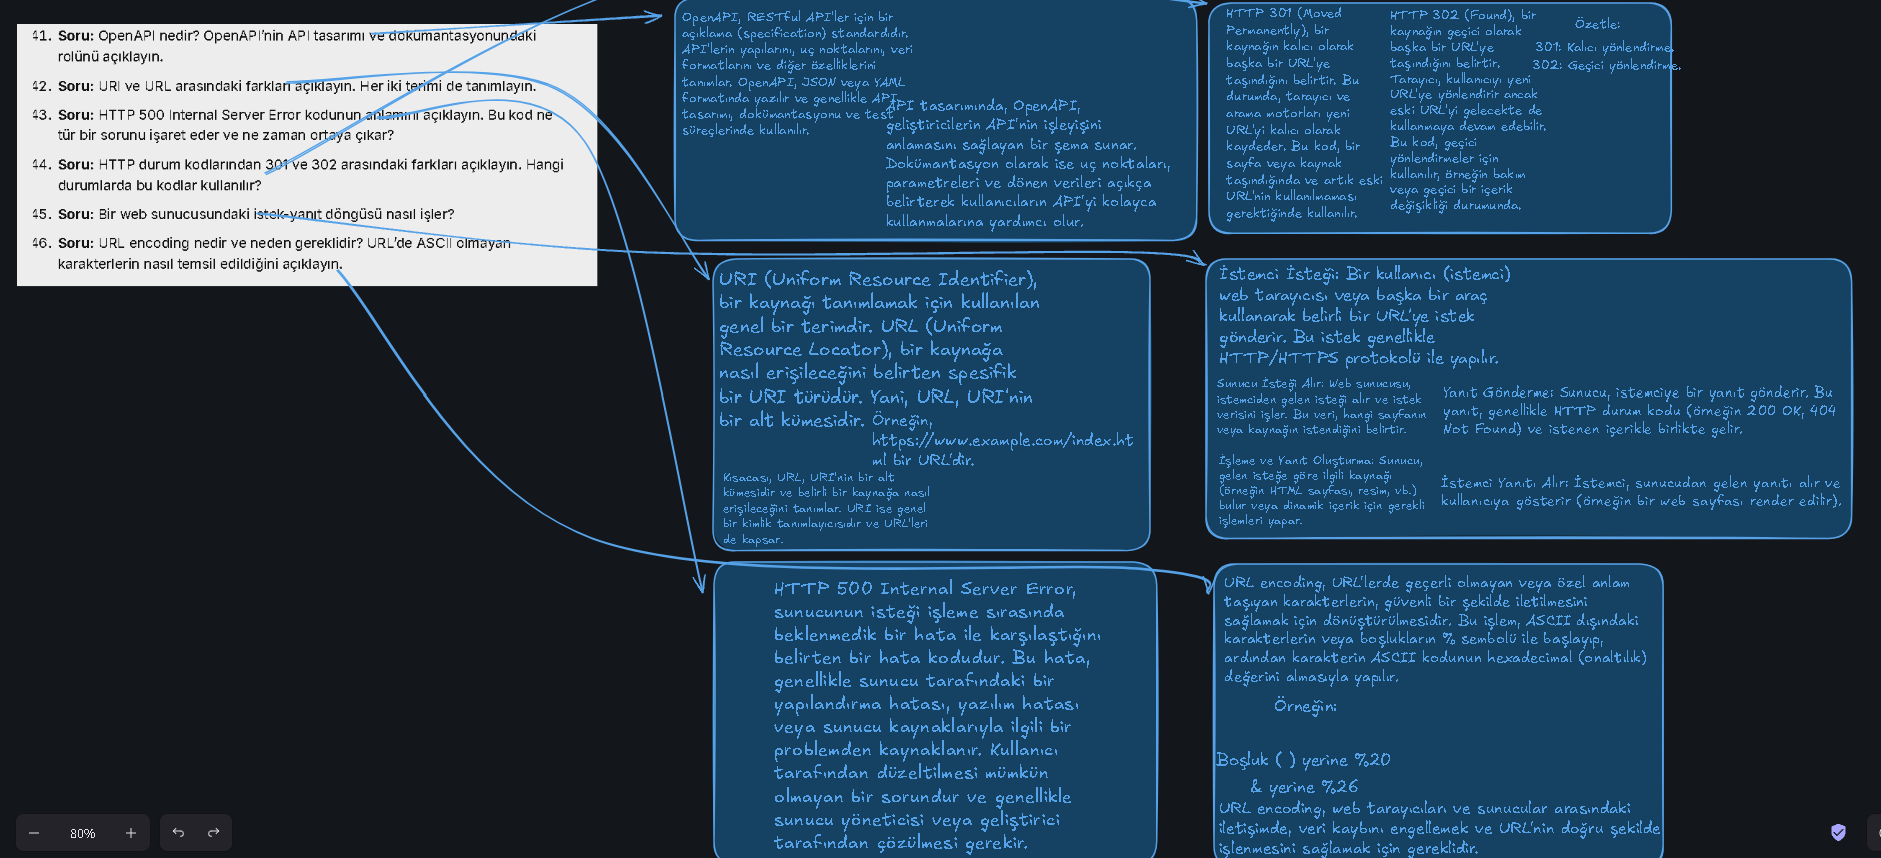 41. Soru: OpenAPI nedir? OpenAPI'nin API tasarımı ve dokümantasyonundaki
rolünü açıklayın.
42. Soru: URI ve URL arasındaki farkları açıklayın. Her iki terimi de tanımlayın.
43. Soru: HTTP 500 Internal Server Error kodunun anlamını açıklayın. Bu kod ne
tür bir sorunu işaret eder ve ne zaman ortaya çıkar?
44. Soru: HTTP durum kodlarından 301 ve 302 arasındaki farkları açıklayın. Hangi
durumlarda bu kodlar kullanılır?
45. Soru: Bir web sunucusundaki istek-yanıt döngüsü nasıl işler?
46. Soru: URL encoding nedir ve neden gereklidir? URL'de ASCII olmayan
karakterlerin nasıl temsil edildiğini açıklayın.
OpenAPI, RESTful API'ler için bir
açıklama (specification) standardıdır.
API'lerin yapılarını, uç noktalarını, veri
formatlarını ve diğer özelliklerini
tanımlar. OpenAPI, JSON veya YAML
formatında yazılır ve genellikle API
tasarımı, dokümantasyonu ve test
süreçlerinde kullanılır.
API tasarımında, OpenAPI,
geliştiricilerin API'nin işleyişini
anlamasını sağlayan bir şema sunar.
Dokümantasyon olarak ise uç noktaları,
parametreleri ve dönen verileri açıkça
belirterek kullanıcıların API'yi kolayca
kullanmalarına yardımcı olur.
HTTP 301 (Moved
Permanently), bir
kaynağın kalıcı olarak
başka bir URL'ye
taşındığını belirtir. Bu
durumda, tarayıcı ve
arama motorları yeni
URL'yi kalıcı olarak
kaydeder. Bu kod, bir
sayfa veya kaynak
taşındığında ve artık eski
URL'nin kullanılmaması
gerektiğinde kullanılır.
HTTP 302 (Found), bir
kaynağın geçici olarak
başka bir URL'ye
taşındığını belirtir.
Tarayıcı, kullanıcıyı yeni
URL'ye yönlendirir ancak
eski URL'yi gelecekte de
kullanmaya devam edebilir.
Bu kod, geçici
yönlendirmeler için
kullanılır, örneğin bakım
veya geçici bir içerik
değişikliği durumunda.
Özetle:
301: Kalıcı yönlendirme.
302: Geçici yönlendirme.
URI (Uniform Resource Identifier),
bir kaynağı tanımlamak için kullanılan
genel bir terimdir. URL (Uniform
Resource Locator), bir kaynağa
nasıl erişileceğini belirten spesifik
bir URI türüdür. Yani, URL, URI'nin
bir alt kümesidir.
Örneğin,
https://www.example.com/index.ht
ml bir URL'dir.
Kısacası, URL, URI'nin bir alt
kümesidir ve belirli bir kaynağa nasıl
erişileceğini tanımlar. URI ise genel
bir kimlik tanımlayıcısıdır ve URL'leri
de kapsar.
İstemci İsteği: Bir kullanıcı (istemci)
web tarayıcısı veya başka bir araç
kullanarak belirli bir URL'ye istek
gönderir. Bu istek genellikle
HTTP/HTTPS protokolü ile yapılır.
Sunucu İsteği Alır: Web sunucusu,
istemciden gelen isteği alır ve istek
verisini işler. Bu veri, hangi sayfanın
veya kaynağın istendiğini belirtir.
İşleme ve Yanıt Oluşturma: Sunucu,
gelen isteğe göre ilgili kaynağı
(örneğin HTML sayfası, resim, vb.)
bulur veya dinamik içerik için gerekli
işlemleri yapar.
Yanıt Gönderme: Sunucu, istemciye bir yanıt gönderir. Bu
yanıt, genellikle HTTP durum kodu (örneğin 200 OK, 404
Not Found) ve istenen içerikle birlikte gelir.
İstemci Yanıtı Alır: İstemci, sunucudan gelen yanıtı alır ve
kullanıcıya gösterir (örneğin bir web sayfası render edilir).
HTTP 500 Internal Server Error,
sunucunun isteği işleme sırasında
beklenmedik bir hata ile karşılaştığını
belirten bir hata kodudur. Bu hata,
genellikle sunucu tarafındaki bir
yapılandırma hatası, yazılım hatası
veya sunucu kaynaklarıyla ilgili bir
problemden kaynaklanır. Kullanıcı
tarafından düzeltilmesi mümkün
olmayan bir sorundur ve genellikle
sunucu yöneticisi veya geliştirici
tarafından çözülmesi gerekir.
URL encoding, URL'lerde geçerli olmayan veya özel anlam
taşıyan karakterlerin, güvenli bir şekilde iletilmesini
sağlamak için dönüştürülmesidir. Bu işlem, ASCII dışındaki
karakterlerin veya boşlukların % sembolü ile başlayıp,
ardından karakterin ASCII kodunun hexadecimal (onaltılık)
değerini almasıyla yapılır.
Örneğin:
Boşluk ( ) yerine %20
& yerine %26
URL encoding, web tarayıcıları ve sunucular arasındaki
iletişimde, veri kaybını engellemek ve URL'nin doğru şekilde
işlenmesini sağlamak için gereklidir.
80%